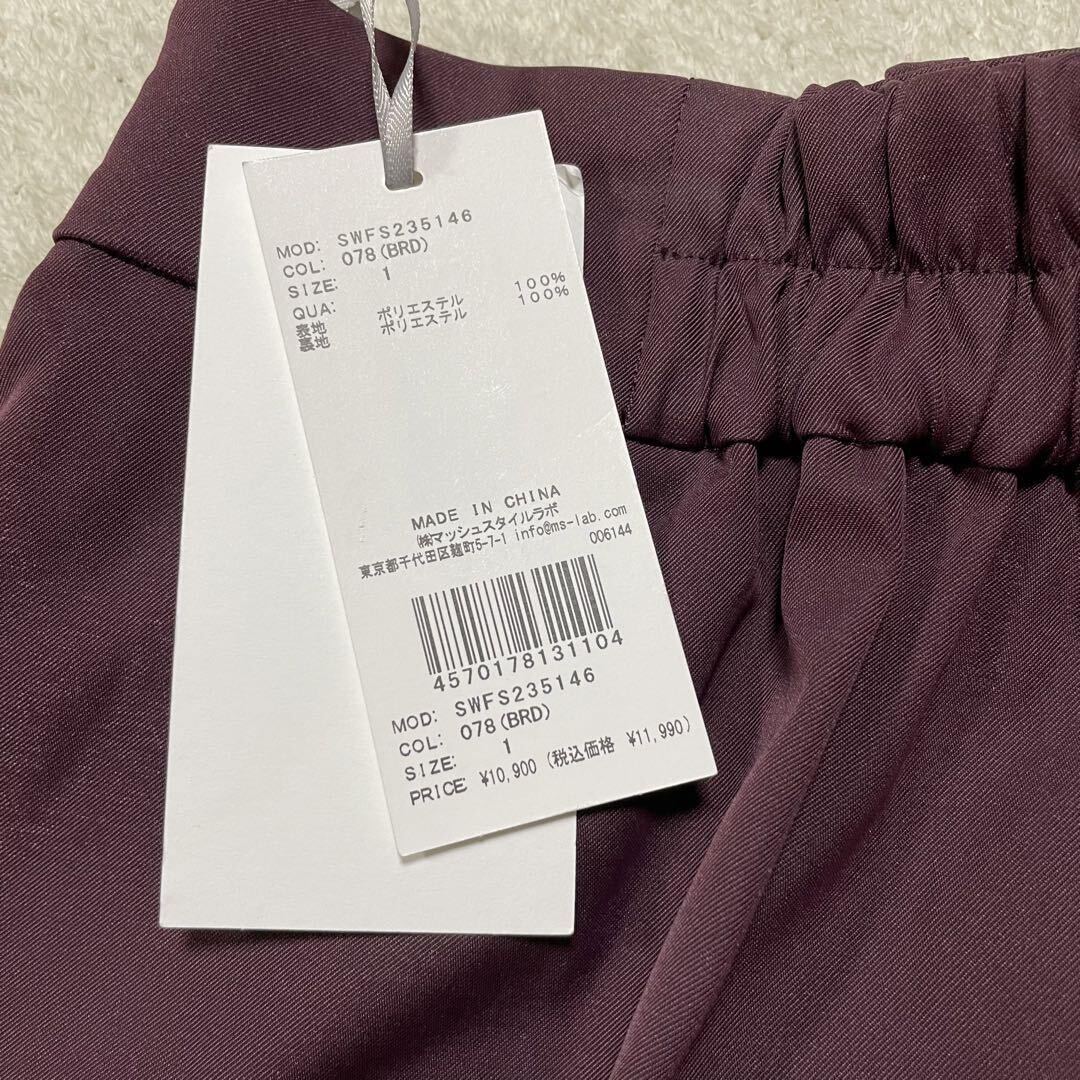 MOD: SWFS235146
COL: 078(BRD)
SIZE: 1
QUA:
表地 ポリエステル 100%
裏地 ポリエステル 100%
MADE IN CHINA
㈱マッシュスタイルラボ
東京都千代田区麹町5-7-1 info@ms-lab.com
006144
4570178131104
MOD: SWFS235146
COL: 078(BRD)
SIZE: 1
PRICE: ¥10,900 (税込価格 ¥11,990)